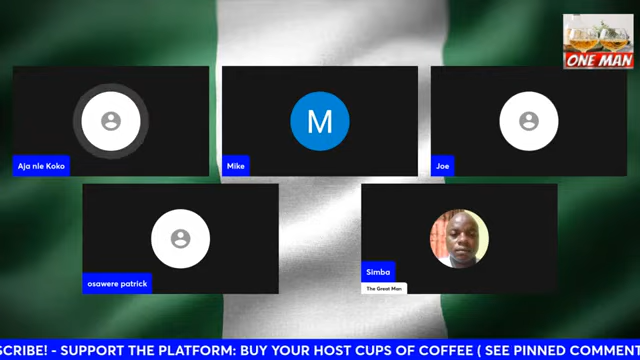 ONE MAN
Aja nle Koko
M
Mike
Joe
osawere patrick
Simba
The Great Man
SCRIBE! - SUPPORT THE PLATFORM: BUY YOUR HOST CUPS OF COFFEE ( SEE PINNED COMMENT